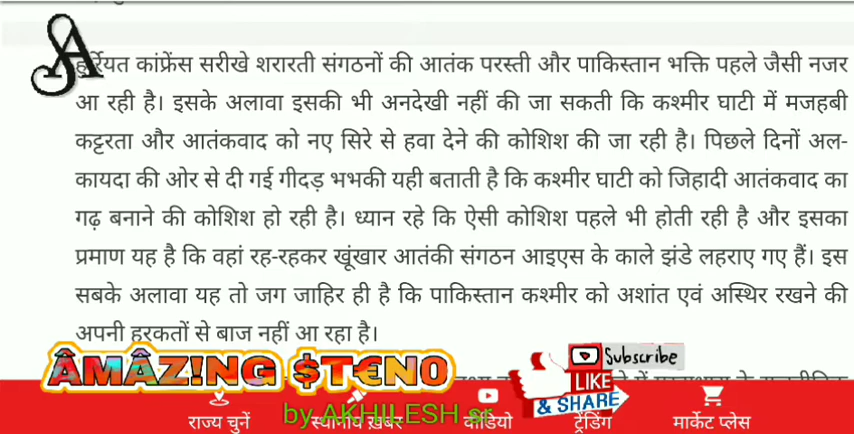 हुर्रियत कांफ्रेंस सरीखे शरारती संगठनों की आतंक परस्ती और पाकिस्तान भक्ति पहले जैसी नजर
आ रही है। इसके अलावा इसकी भी अनदेखी नहीं की जा सकती कि कश्मीर घाटी में मजहबी
कट्टरता और आतंकवाद को नए सिरे से हवा देने की कोशिश की जा रही है। पिछले दिनों अल-
कायदा की ओर से दी गई गीदड़ भभकी यही बताती है कि कश्मीर घाटी को जिहादी आतंकवाद का
गढ़ बनाने की कोशिश हो रही है। ध्यान रहे कि ऐसी कोशिश पहले भी होती रही है और इसका
प्रमाण यह है कि वहां रह-रहकर खूंखार आतंकी संगठन आइएस के काले झंडे लहराए गए हैं। इस
सबके अलावा यह तो जग जाहिर ही है कि पाकिस्तान कश्मीर को अशांत एवं अस्थिर रखने की
अपनी हरकतों से बाज नहीं आ रहा है।
ÂMÂZ!NG $T€NO
Subscribe
LIKE
& SHARE
by AKHILESH sr
राज्य चुनें स्थानीय ख़बर वीडियो ट्रेंडिंग मार्केट प्लेस